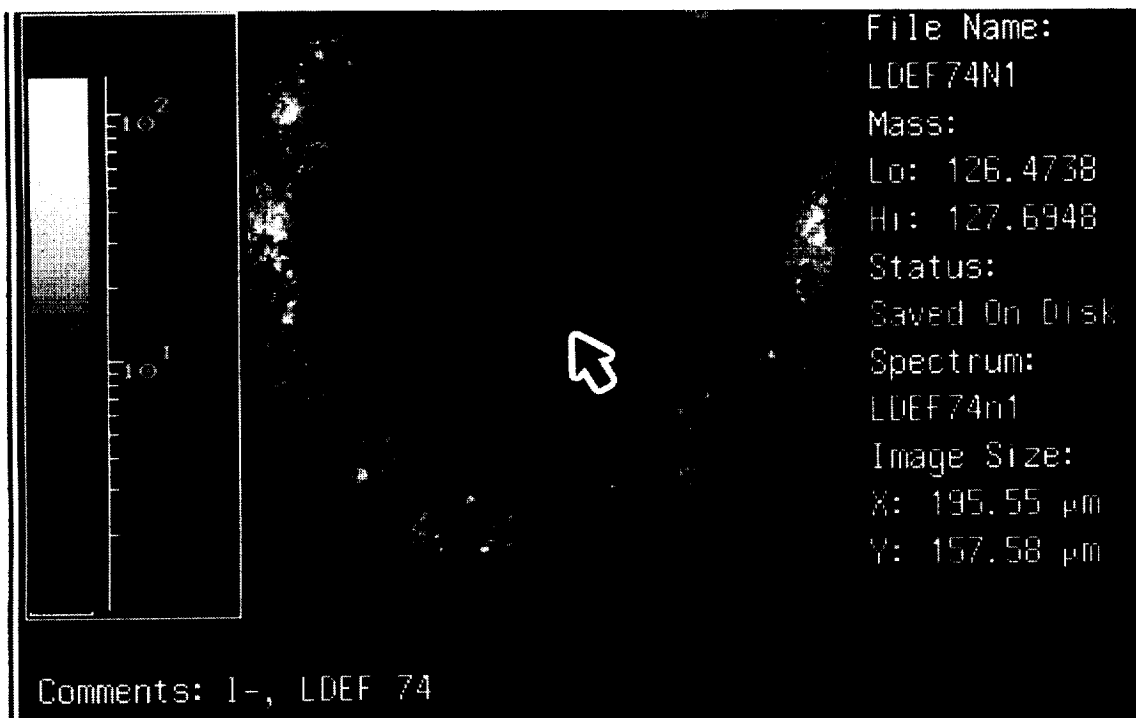 10²
10¹
File Name:
LDEF74N1
Mass:
Lo: 126.4738
Hi: 127.6948
Status:
Saved On Disk
Spectrum:
LDEF74n1
Image Size:
X: 195.55 μm
Y: 157.58 μm
Comments: I-, LDEF 74